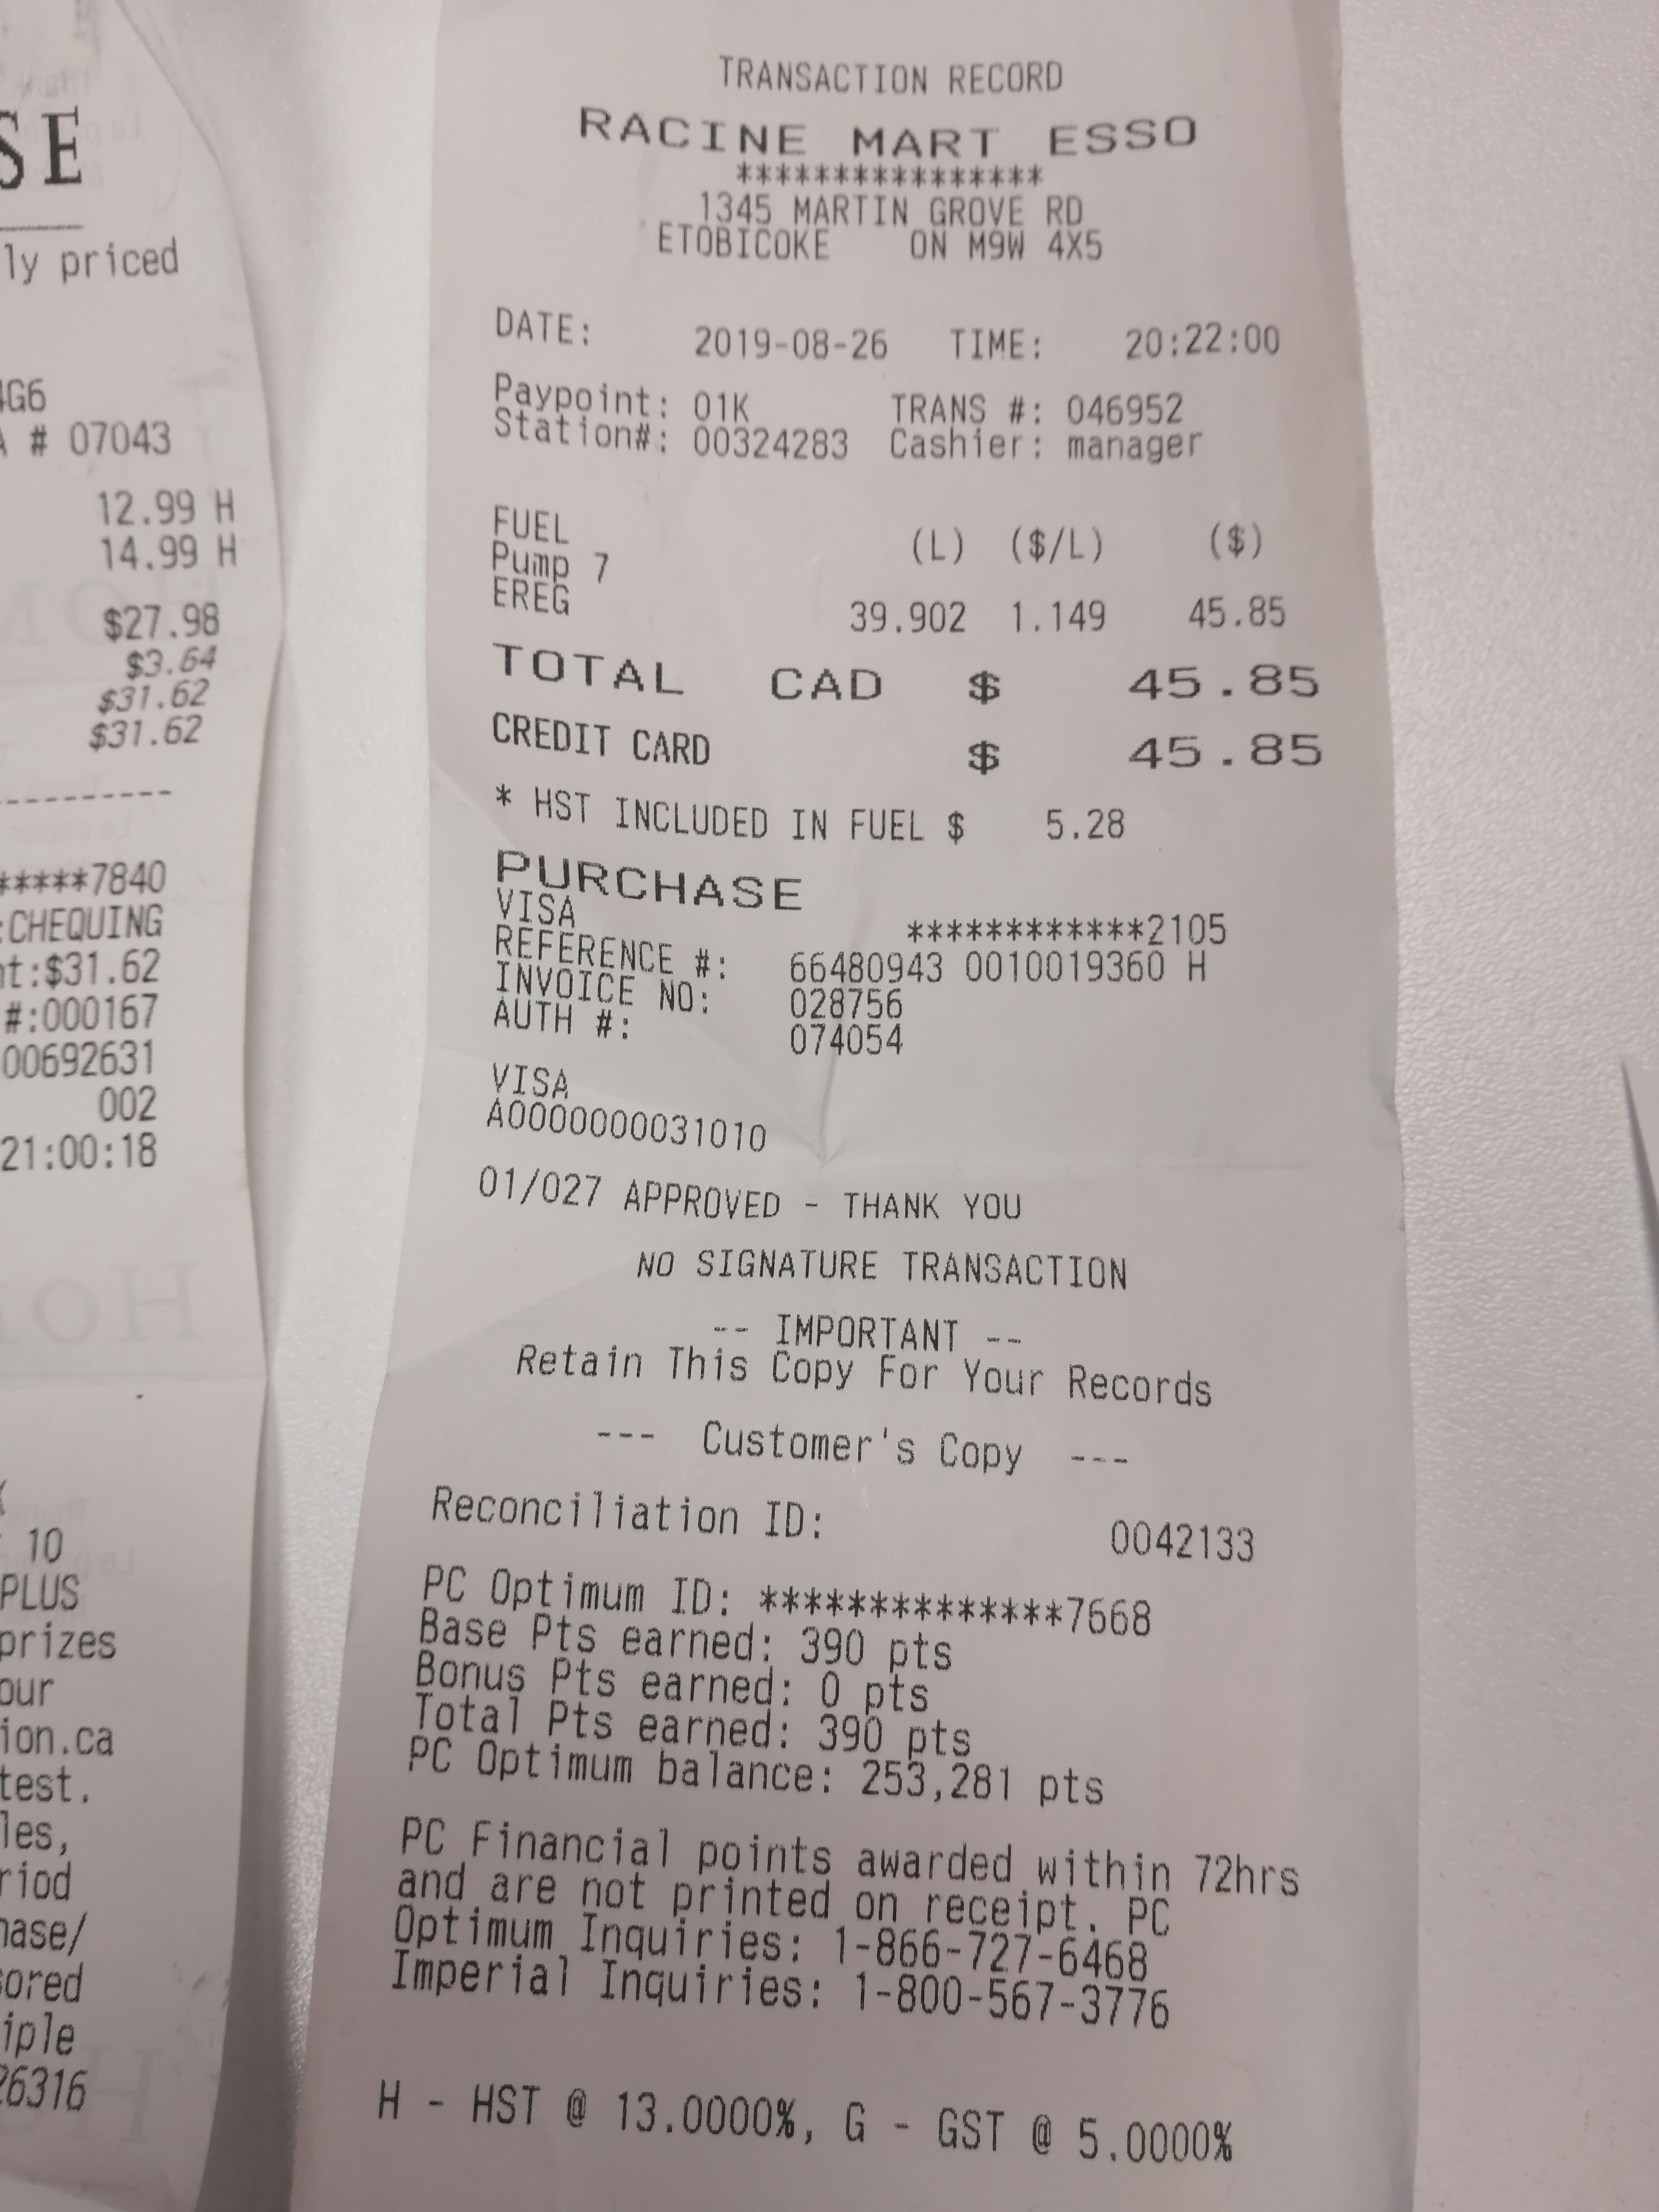 SE
ly priced
4G6
A # 07043
12.99 H
14.99 H
$27.98
$3.64
$31.62
$31.62
----------
*****7840
:CHEQUING
nt:$31.62
#:000167
00692631
002
21:00:18
10
PLUS
prizes
our
ion.ca
test.
les,
riod
hase/
sored
iple
26316
TRANSACTION RECORD
RACINE MART ESSO
****************
1345 MARTIN GROVE RD
ETOBICOKE ON M9W 4X5
DATE: 2019-08-26 TIME: 20:22:00
Paypoint: 01K TRANS #: 046952
Station#: 00324283 Cashier: manager
FUEL (L) ($/L) ($)
Pump 7
EREG 39.902 1.149 45.85
TOTAL CAD $ 45.85
CREDIT CARD $ 45.85
* HST INCLUDED IN FUEL $ 5.28
PURCHASE
VISA ************2105
REFERENCE #: 66480943 0010019360 H
INVOICE NO: 028756
AUTH #: 074054
VISA
A0000000031010
01/027 APPROVED - THANK YOU
NO SIGNATURE TRANSACTION
-- IMPORTANT --
Retain This Copy For Your Records
--- Customer's Copy ---
Reconciliation ID: 0042133
PC Optimum ID: **************7668
Base Pts earned: 390 pts
Bonus Pts earned: 0 pts
Total Pts earned: 390 pts
PC Optimum balance: 253,281 pts
PC Financial points awarded within 72hrs
and are not printed on receipt. PC
Optimum Inquiries: 1-866-727-6468
Imperial Inquiries: 1-800-567-3776
H - HST @ 13.0000%, G - GST @ 5.0000%